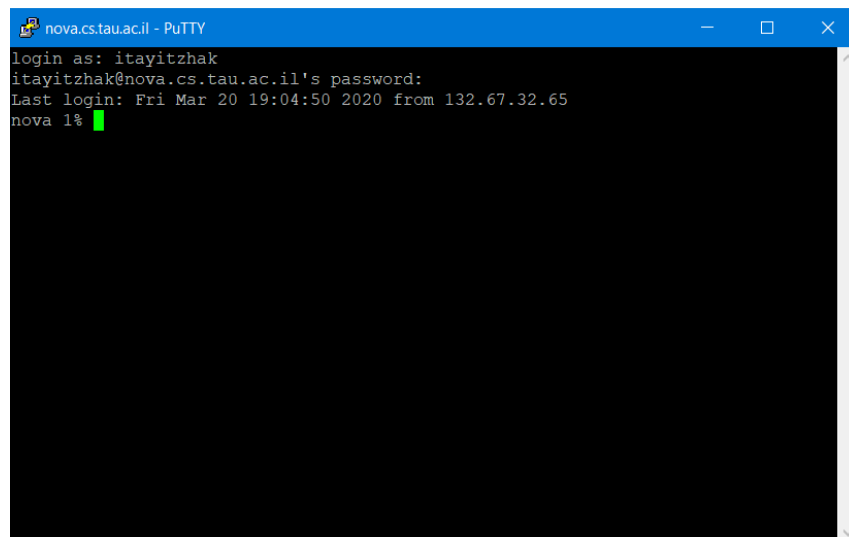 nova.cs.tau.ac.il - PuTTY
login as: itayitzhak
itayitzhak@nova.cs.tau.ac.il's password:
Last login: Fri Mar 20 19:04:50 2020 from 132.67.32.65
nova 1%